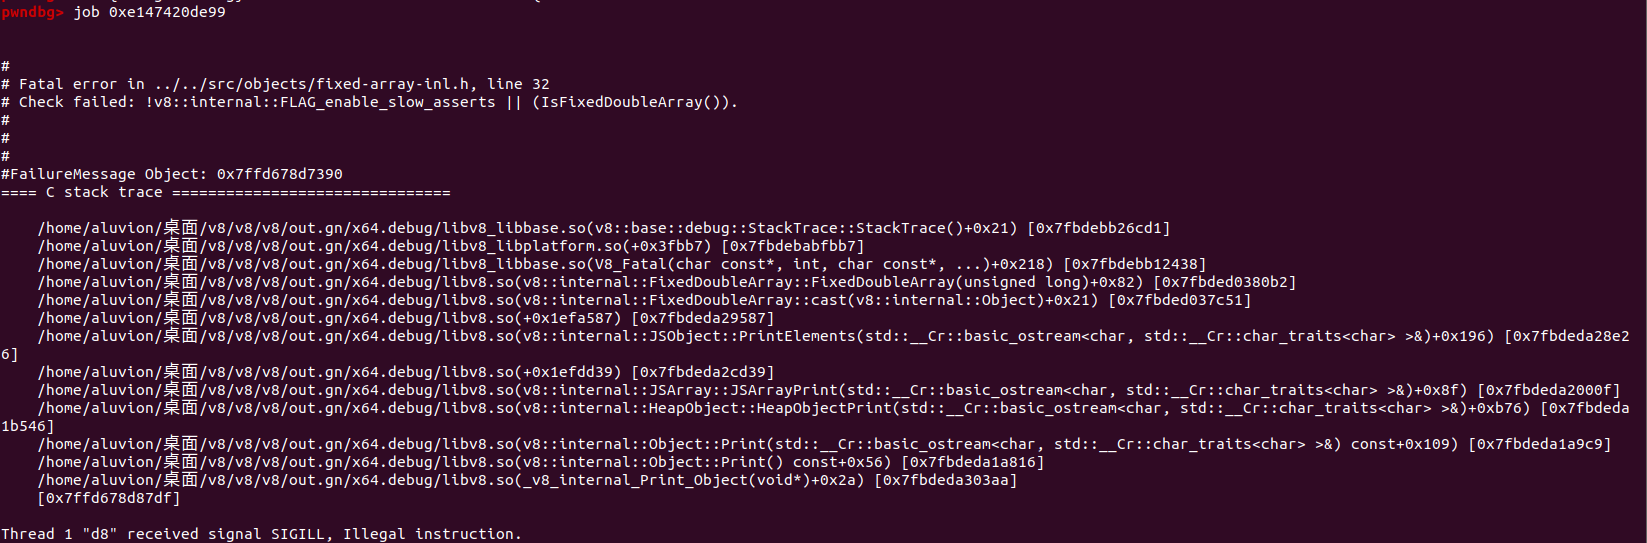 pwndbg> job 0xe147420de99
#
# Fatal error in ../../src/objects/fixed-array-inl.h, line 32
# Check failed: !v8::internal::FLAG_enable_slow_asserts || (IsFixedDoubleArray()).
#
#
#
#FailureMessage Object: 0x7ffd678d7390
==== C stack trace ===============================
/home/aluvion/桌面/v8/v8/v8/out.gn/x64.debug/libv8_libbase.so(v8::base::debug::StackTrace::StackTrace()+0x21) [0x7fbdebb26cd1]
/home/aluvion/桌面/v8/v8/v8/out.gn/x64.debug/libv8_libplatform.so(+0x3fbb7) [0x7fbdebabfbb7]
/home/aluvion/桌面/v8/v8/v8/out.gn/x64.debug/libv8_libbase.so(V8_Fatal(char const*, int, char const*, ...)+0x218) [0x7fbdebb12438]
/home/aluvion/桌面/v8/v8/v8/out.gn/x64.debug/libv8.so(v8::internal::FixedDoubleArray::FixedDoubleArray(unsigned long)+0x82) [0x7fbded0380b2]
/home/aluvion/桌面/v8/v8/v8/out.gn/x64.debug/libv8.so(v8::internal::FixedDoubleArray::cast(v8::internal::Object)+0x21) [0x7fbded037c51]
/home/aluvion/桌面/v8/v8/v8/out.gn/x64.debug/libv8.so(+0x1efa587) [0x7fbdeda29587]
/home/aluvion/桌面/v8/v8/v8/out.gn/x64.debug/libv8.so(v8::internal::JSObject::PrintElements(std::__Cr::basic_ostream<char, std::__Cr::char_traits<char> >&)+0x196) [0x7fbdeda28e2
6]
/home/aluvion/桌面/v8/v8/v8/out.gn/x64.debug/libv8.so(+0x1efdd39) [0x7fbdeda2cd39]
/home/aluvion/桌面/v8/v8/v8/out.gn/x64.debug/libv8.so(v8::internal::JSArray::JSArrayPrint(std::__Cr::basic_ostream<char, std::__Cr::char_traits<char> >&)+0x8f) [0x7fbdeda2000f]
/home/aluvion/桌面/v8/v8/v8/out.gn/x64.debug/libv8.so(v8::internal::HeapObject::HeapObjectPrint(std::__Cr::basic_ostream<char, std::__Cr::char_traits<char> >&)+0xb76) [0x7fbdeda
1b546]
/home/aluvion/桌面/v8/v8/v8/out.gn/x64.debug/libv8.so(v8::internal::Object::Print(std::__Cr::basic_ostream<char, std::__Cr::char_traits<char> >&) const+0x109) [0x7fbdeda1a9c9]
/home/aluvion/桌面/v8/v8/v8/out.gn/x64.debug/libv8.so(v8::internal::Object::Print() const+0x56) [0x7fbdeda1a816]
/home/aluvion/桌面/v8/v8/v8/out.gn/x64.debug/libv8.so(_v8_internal_Print_Object(void*)+0x2a) [0x7fbdeda303aa]
[0x7ffd678d87df]
Thread 1 "d8" received signal SIGILL, Illegal instruction.